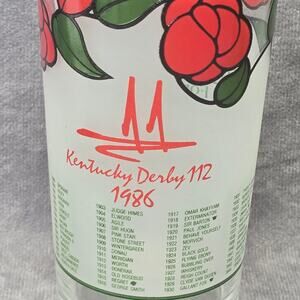 Kentucky Derby 112
1986
1903 JUDGE HIMES
1904 ELWOOD
1905 AGILE
1906 SIR HUON
1907 PINK STAR
1908 STONE STREET
1909 WINTERGREEN
1910 DONAU
1911 MERIDIAN
1912 WORTH
1913 DONERAIL
1914 OLD ROSEBUD
1915 REGRET
1916 GEORGE SMITH
1917 OMAR KHAYYAM
1918 EXTERMINATOR
1919 SIR BARTON
1920 PAUL JONES
1921 BEHAVE YOURSELF
1922 MORVICH
1923 ZEV
1924 BLACK GOLD
1925 FLYING EBONY
1926 BUBBLING OVER
1927 WHISKERY
1928 REIGH COUNT
1929 CLYDE VAN DUSEN
1930 GALLANT FOX